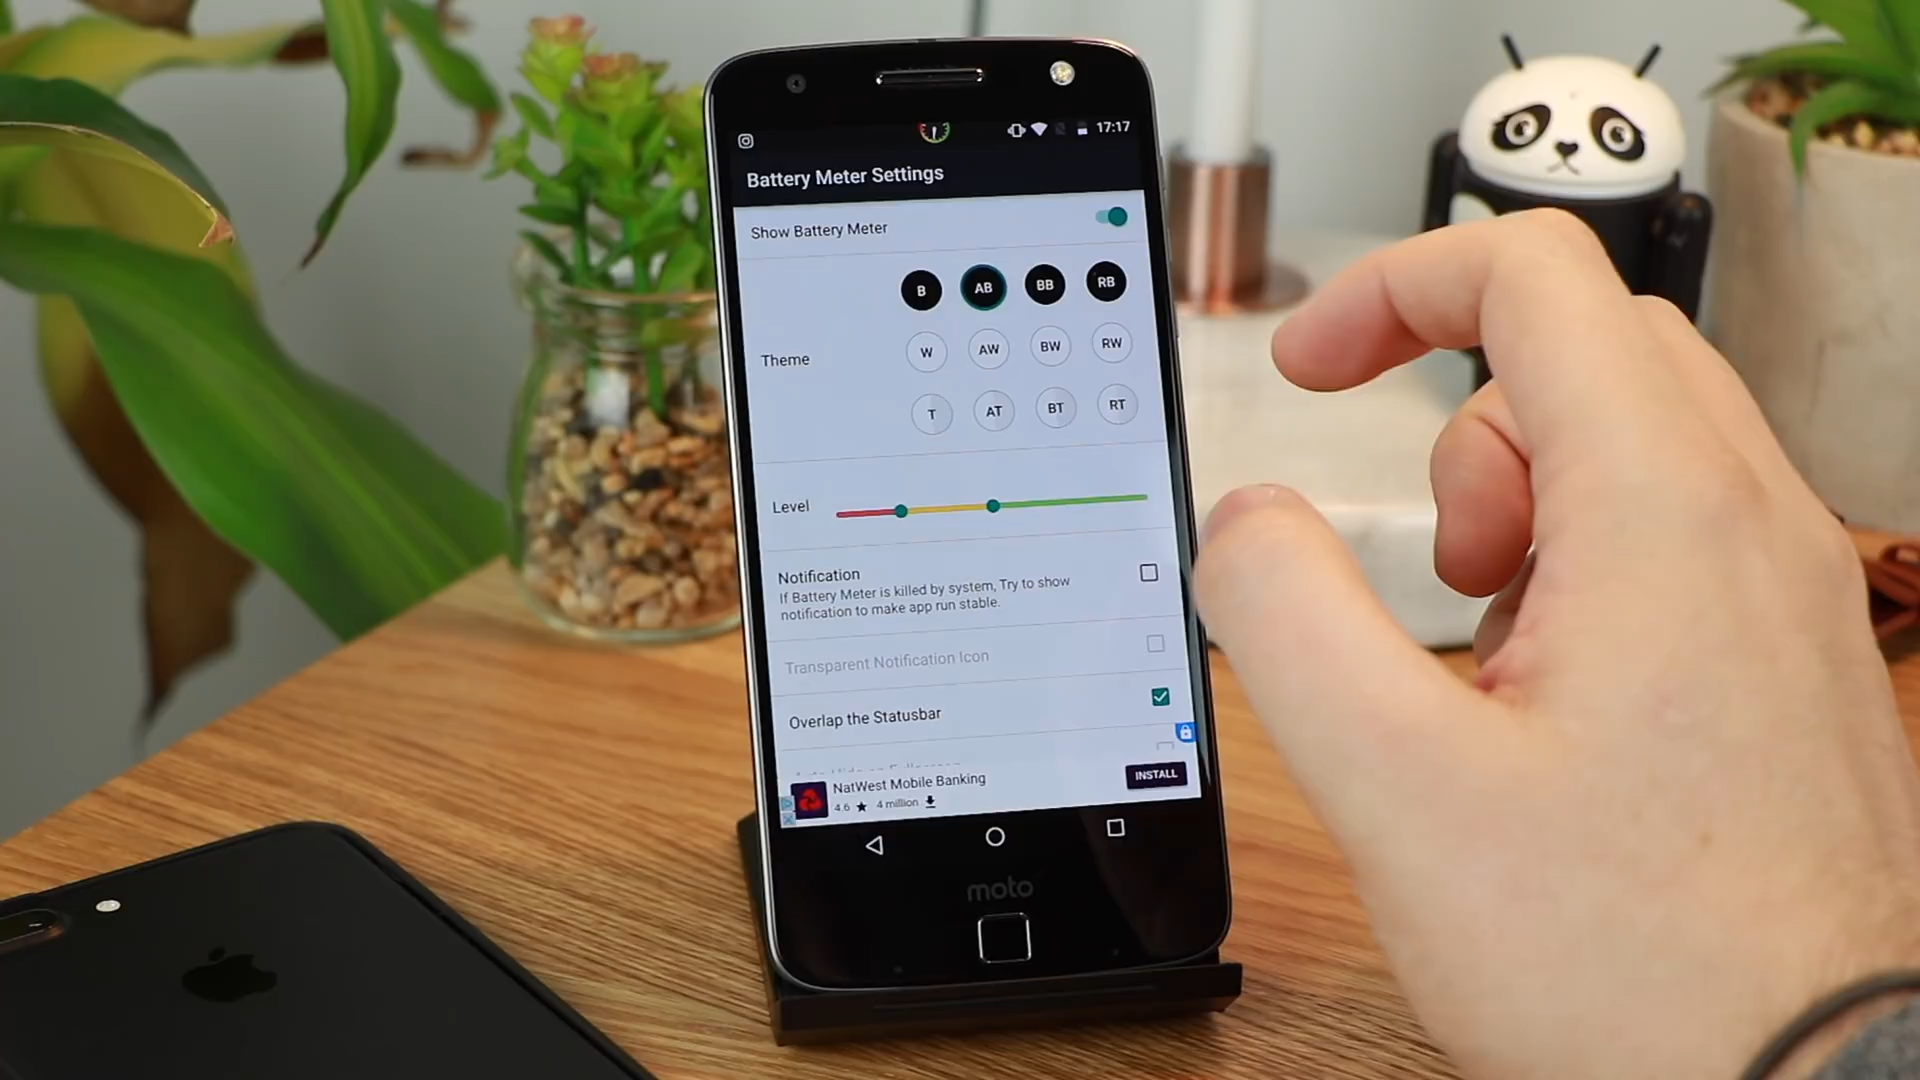 17:17
Battery Meter Settings
Show Battery Meter
B AB BB RB
W AW BW RW
Theme
T AT BT RT
Level
Notification
If Battery Meter is killed by system, Try to show
notification to make app run stable.
Transparent Notification Icon
Overlap the Statusbar
NatWest Mobile Banking
4.6 ★ 4 million
INSTALL
moto